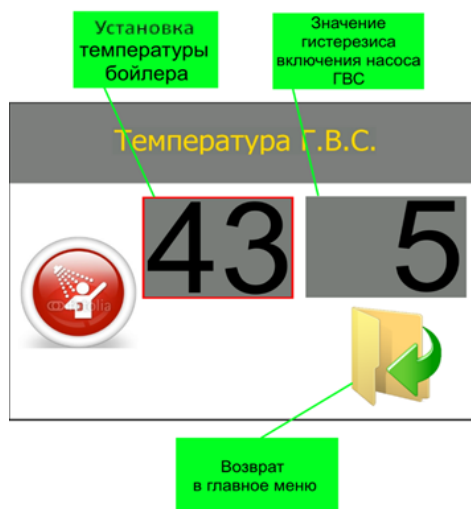 Установка
температуры
бойлера
Значение
гистерезиса
включения насоса
ГВС
Температура Г.В.С.
43
5
Возврат
в главное меню